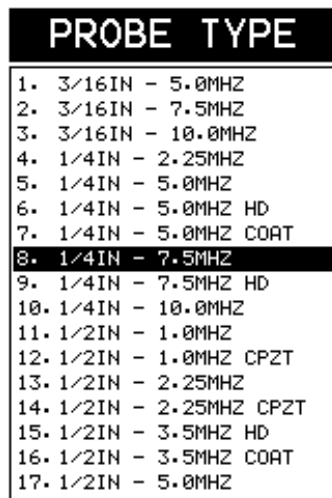 PROBE TYPE
1. 3/16IN - 5.0MHZ
2. 3/16IN - 7.5MHZ
3. 3/16IN - 10.0MHZ
4. 1/4IN - 2.25MHZ
5. 1/4IN - 5.0MHZ
6. 1/4IN - 5.0MHZ HD
7. 1/4IN - 5.0MHZ COAT
8. 1/4IN - 7.5MHZ
9. 1/4IN - 7.5MHZ HD
10. 1/4IN - 10.0MHZ
11. 1/2IN - 1.0MHZ
12. 1/2IN - 1.0MHZ CPZT
13. 1/2IN - 2.25MHZ
14. 1/2IN - 2.25MHZ CPZT
15. 1/2IN - 3.5MHZ HD
16. 1/2IN - 3.5MHZ COAT
17. 1/2IN - 5.0MHZ